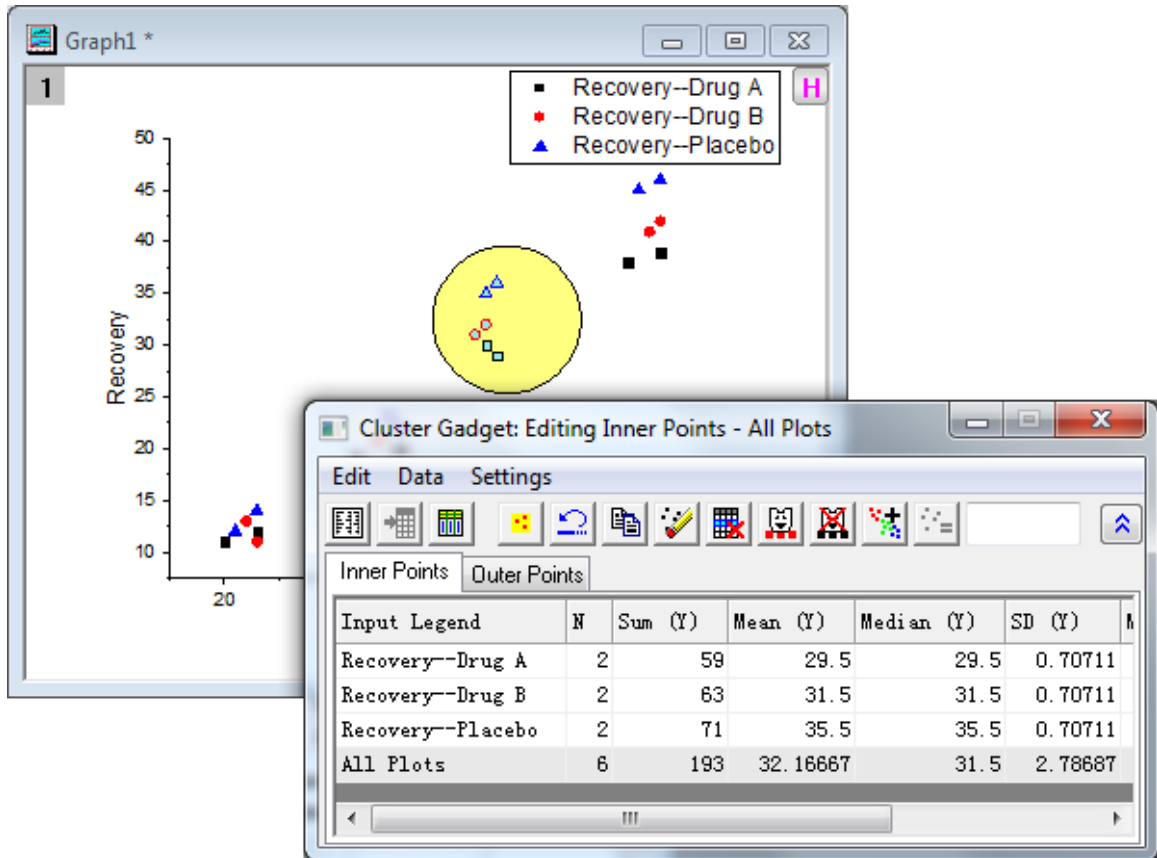 Graph1 *
1
Recovery--Drug A
H
Recovery--Drug B
Recovery--Placebo
50
45
40
35
30
25
20
15
10
Recovery
20
Cluster Gadget: Editing Inner Points - All Plots
Edit Data Settings
Inner Points Outer Points
Input Legend N Sum (Y) Mean (Y) Median (Y) SD (Y)
Recovery--Drug A 2 59 29.5 29.5 0.70711
Recovery--Drug B 2 63 31.5 31.5 0.70711
Recovery--Placebo 2 71 35.5 35.5 0.70711
All Plots 6 193 32.16667 31.5 2.78687